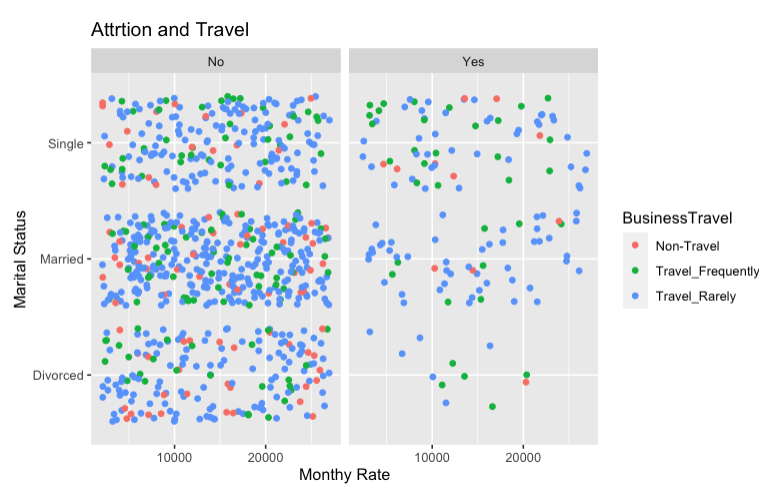 Attrtion and Travel
No
Yes
Single
Married
Divorced
Marital Status
10000
20000
10000
20000
Monthy Rate
BusinessTravel
Non-Travel
Travel_Frequently
Travel_Rarely